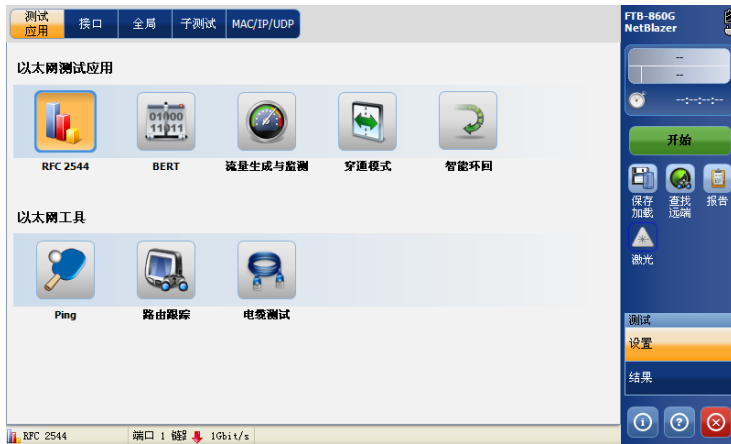 测试
应用
接口
全局
子测试
MAC/IP/UDP
以太网测试应用
01000
11011
RFC 2544
BERT
流量生成与监测
穿通模式
智能环回
以太网工具
Ping
路由跟踪
电缆测试
RFC 2544
端口 1 链路
1Gbit/s
FTB-860G
NetBlazer
--
--
--:--:--
开始
保存
加载
查找
远端
报告
激光
测试
设置
结果